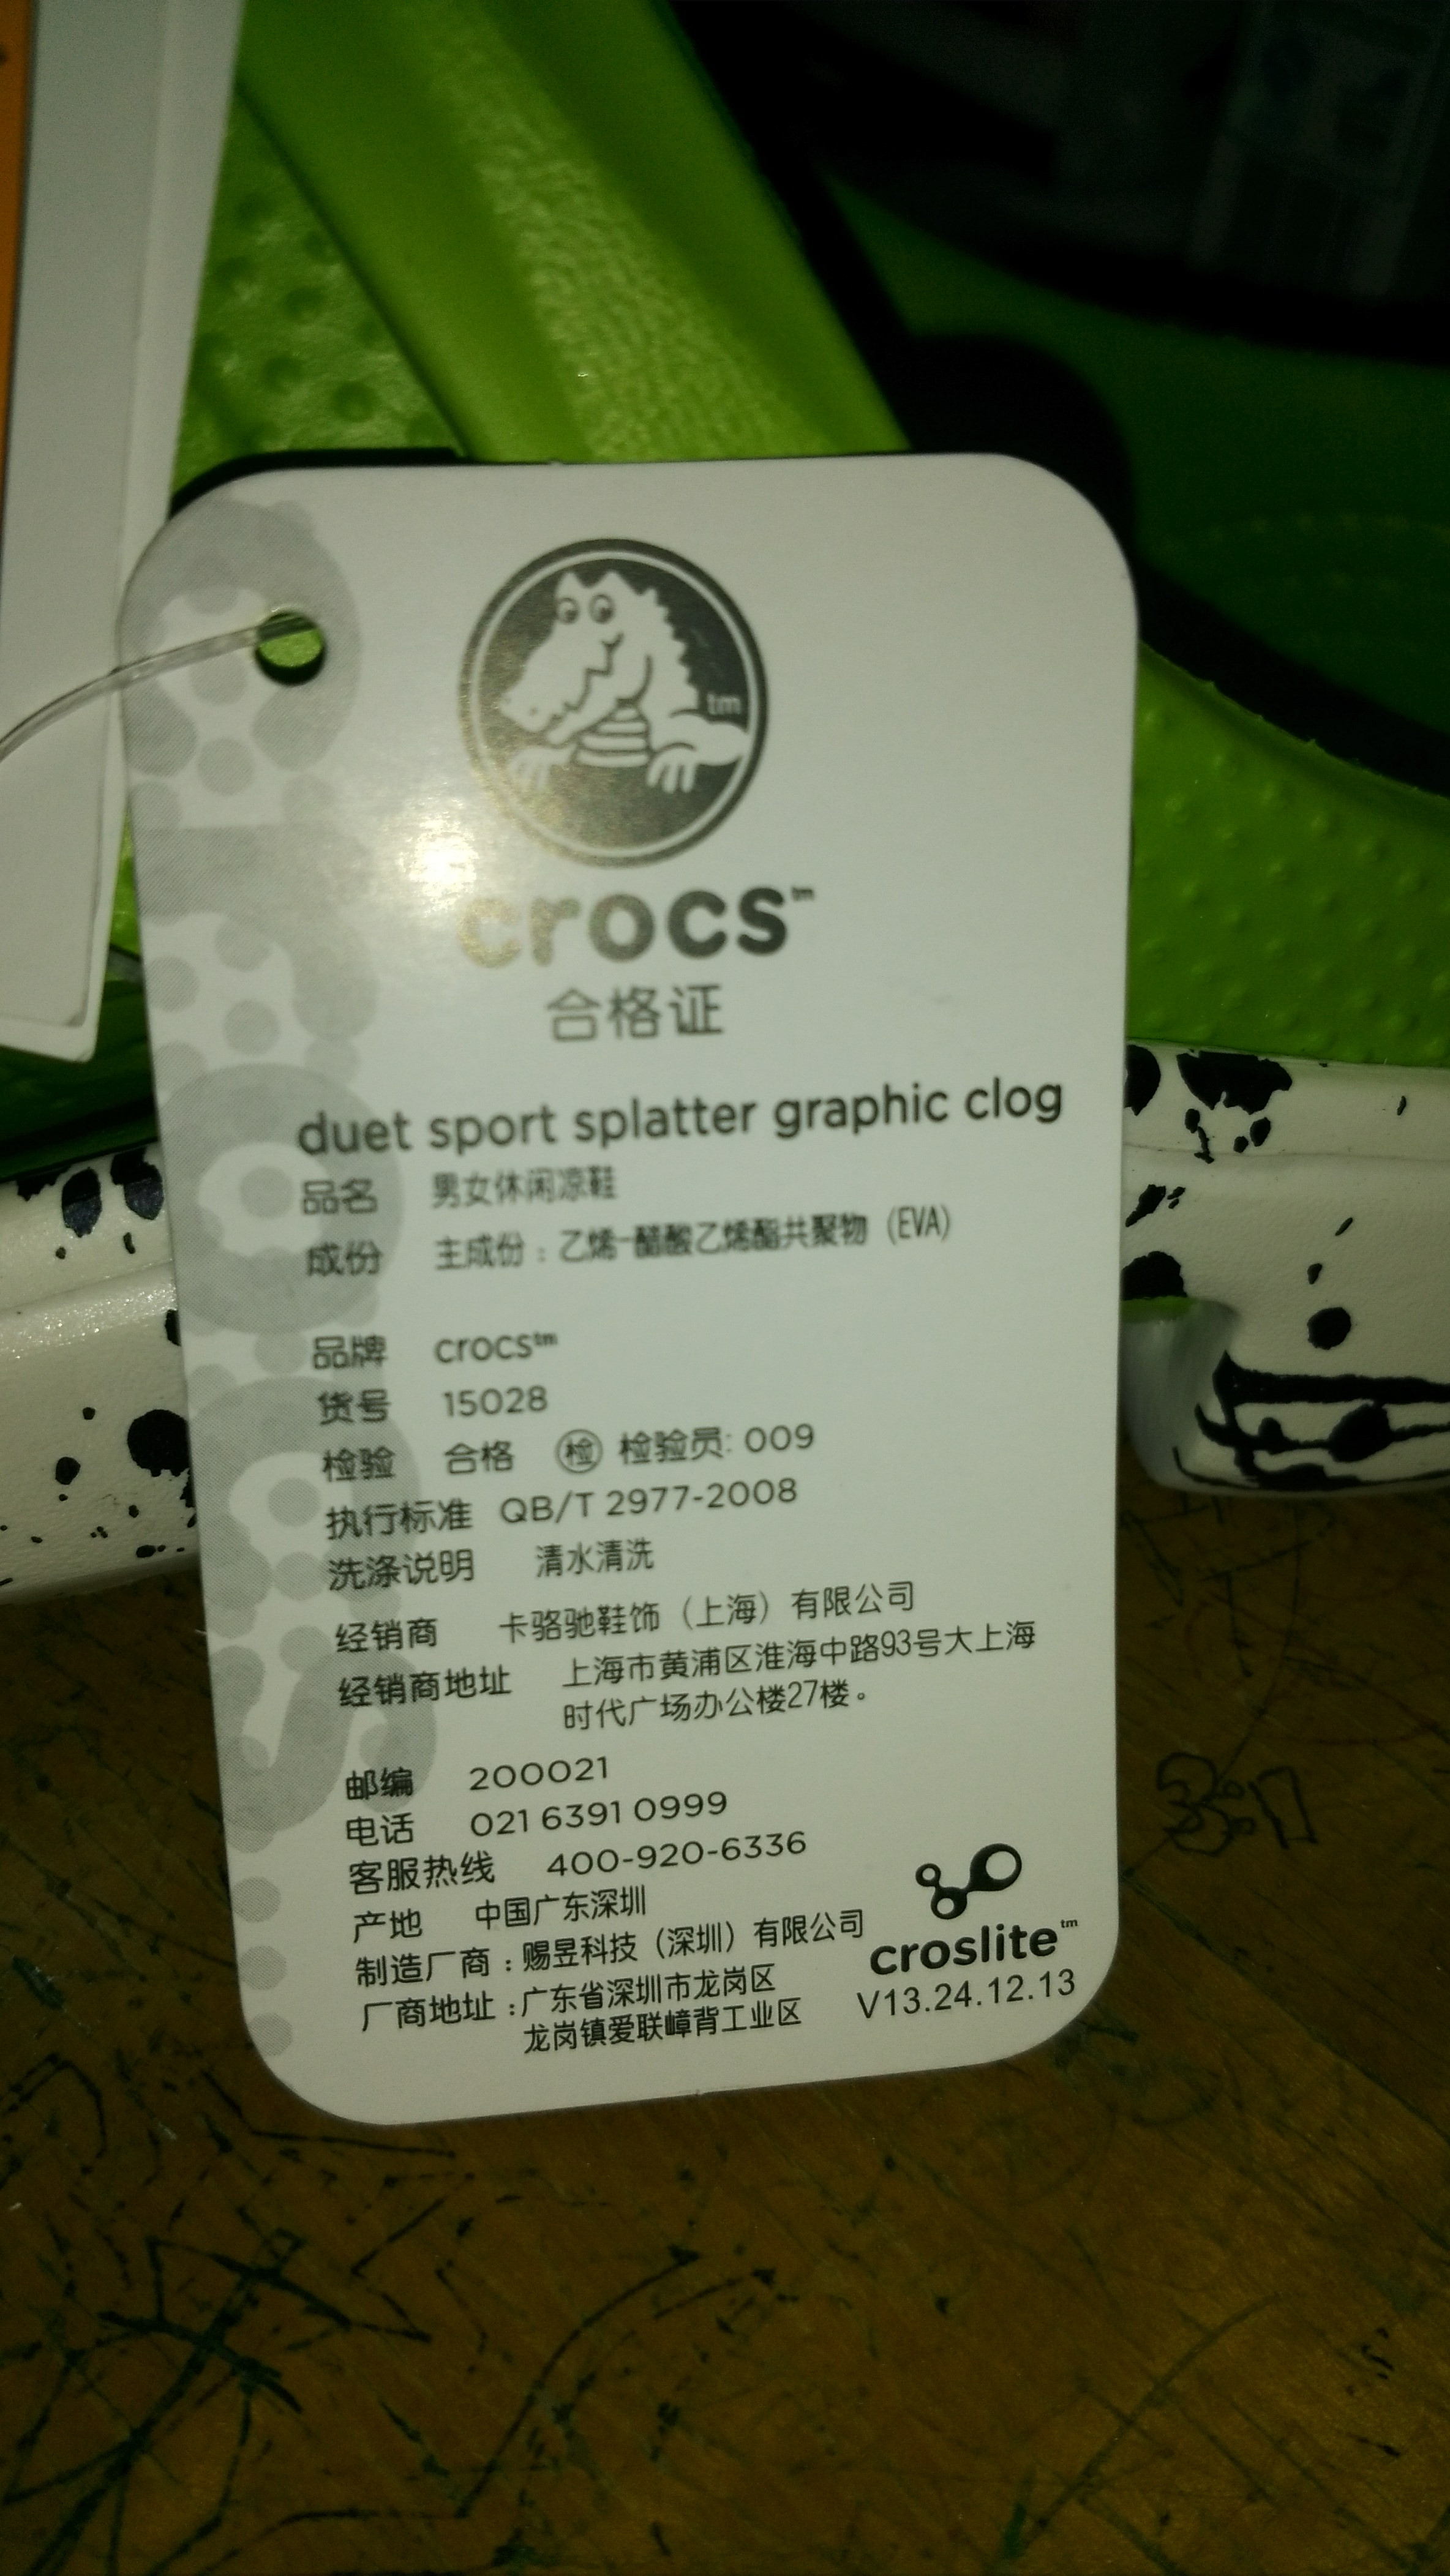 tm
crocs™
合格证
duet sport splatter graphic clog
品名 男女休闲凉鞋
成份 主成份：乙烯-醋酸乙烯酯共聚物（EVA）
品牌 crocs™
货号 15028
检验 合格 检 检验员: 009
执行标准 QB/T 2977-2008
洗涤说明 清水清洗
经销商 卡骆驰鞋饰（上海）有限公司
经销商地址 上海市黄浦区淮海中路93号大上海
时代广场办公楼27楼。
邮编 200021
电话 021 6391 0999
客服热线 400-920-6336
产地 中国广东深圳
制造厂商：赐昱科技（深圳）有限公司
厂商地址：广东省深圳市龙岗区
龙岗镇爱联嶂背工业区
croslite™
V13.24.12.13